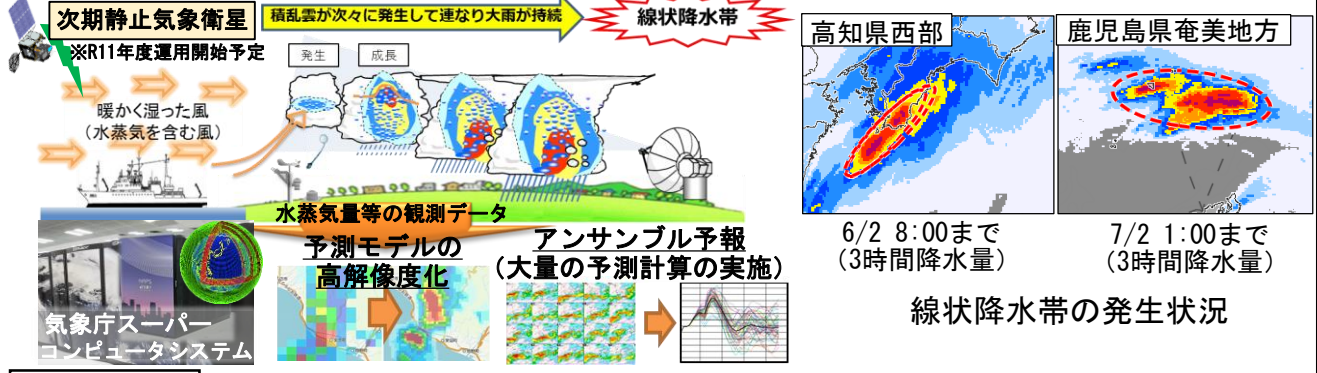 次期静止気象衛星
※R11年度運用開始予定
積乱雲が次々に発生して連なり大雨が持続
線状降水帯
発生
成長
暖かく湿った風
（水蒸気を含む風）
水蒸気量等の観測データ
予測モデルの
高解像度化
アンサンブル予報
（大量の予測計算の実施）
気象庁スーパー
コンピュータシステム
高知県西部
鹿児島県奄美地方
6/2 8:00まで
（3時間降水量）
7/2 1:00まで
（3時間降水量）
線状降水帯の発生状況